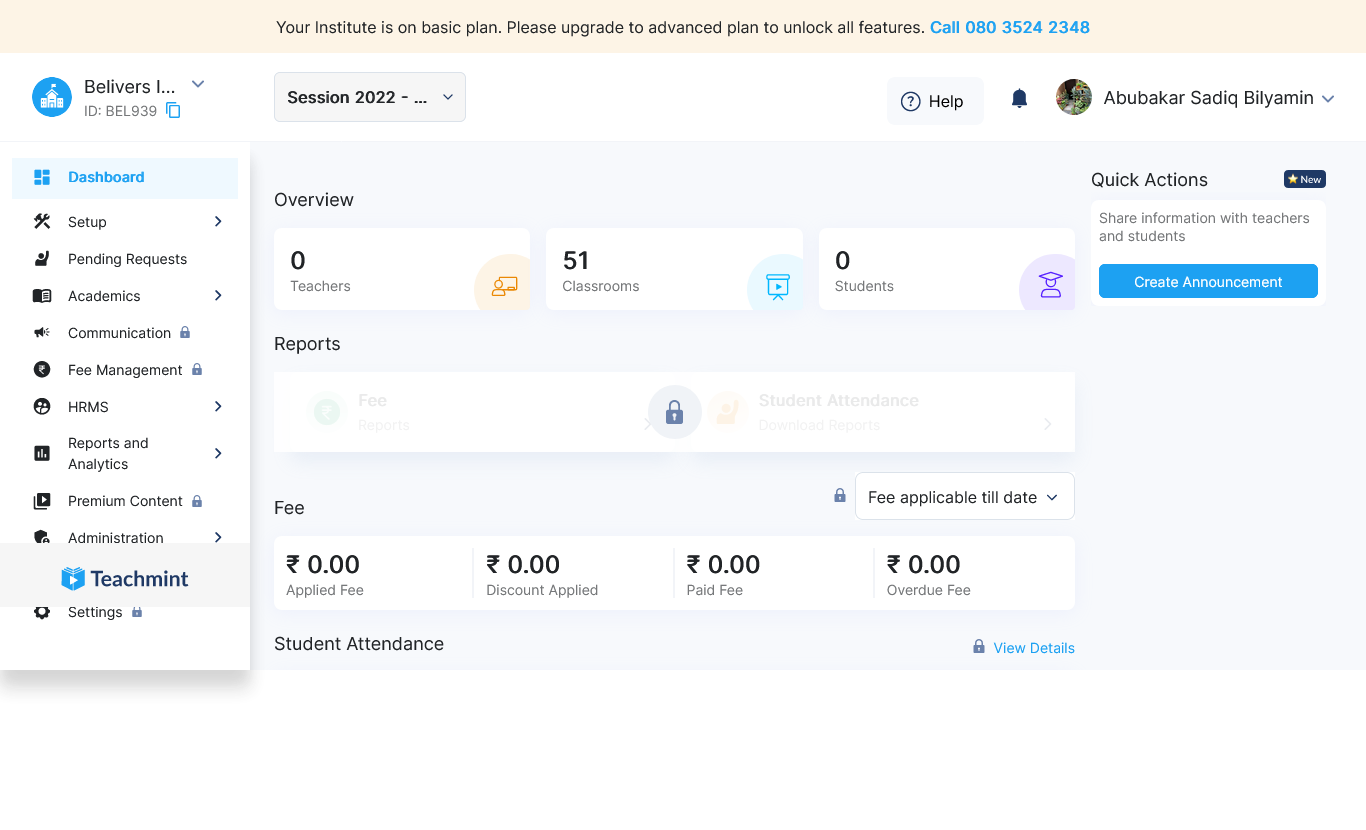 Your Institute is on basic plan. Please upgrade to advanced plan to unlock all features. Call 080 3524 2348
Belivers I...
ID: BEL939
Session 2022 - ...
Help
Abubakar Sadiq Bilyamin
Dashboard
Setup
Pending Requests
Academics
Communication
Fee Management
HRMS
Reports and
Analytics
Premium Content
Administration
Teachmint
Settings
Overview
0
Teachers
51
Classrooms
0
Students
Reports
Fee
Reports
Student Attendance
Download Reports
Fee
Fee applicable till date
₹ 0.00
Applied Fee
₹ 0.00
Discount Applied
₹ 0.00
Paid Fee
₹ 0.00
Overdue Fee
Student Attendance
View Details
Quick Actions
New
Share information with teachers
and students
Create Announcement